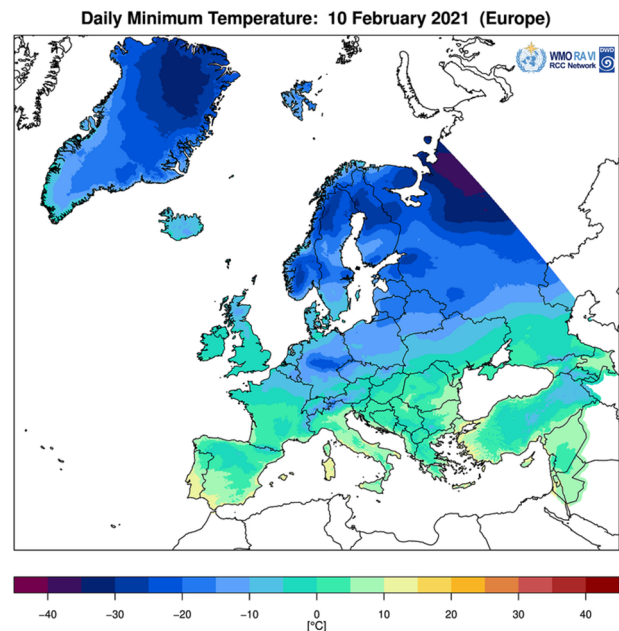 Daily Minimum Temperature: 10 February 2021 (Europe)
WMO RA VI
RCC Network
DWD
−40 −30 −20 −10 0 10 20 30 40
[°C]